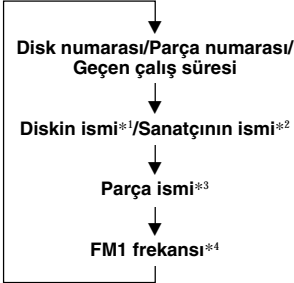 Disk numarası/Parça numarası/
Geçen çalış süresi
Diskin ismi*1/Sanatçının ismi*2
Parça ismi*3
FM1 frekansı*4